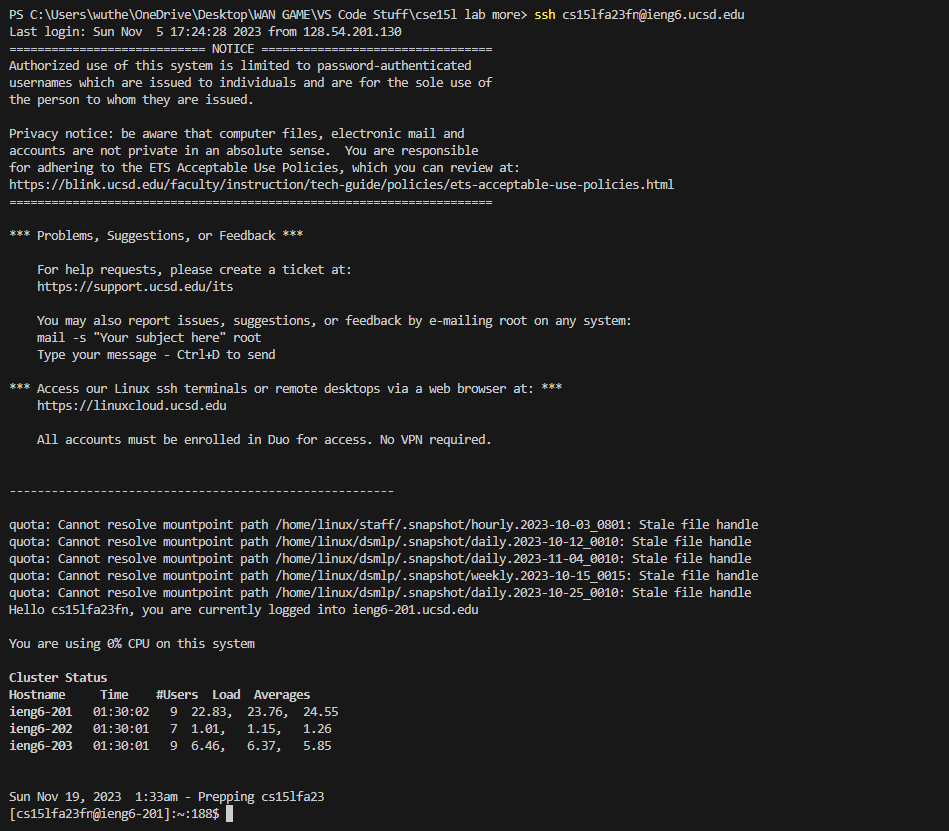 PS C:\Users\wuthe\OneDrive\Desktop\WAN GAME\VS Code Stuff\cse15l lab more> ssh cs15lfa23fn@ieng6.ucsd.edu
Last login: Sun Nov  5 17:24:28 2023 from 128.54.201.130
============================ NOTICE =================================
Authorized use of this system is limited to password-authenticated
usernames which are issued to individuals and are for the sole use of
the person to whom they are issued.

Privacy notice: be aware that computer files, electronic mail and
accounts are not private in an absolute sense.  You are responsible
for adhering to the ETS Acceptable Use Policies, which you can review at:
https://blink.ucsd.edu/faculty/instruction/tech-guide/policies/ets-acceptable-use-policies.html
=====================================================================

*** Problems, Suggestions, or Feedback ***

    For help requests, please create a ticket at:
    https://support.ucsd.edu/its

    You may also report issues, suggestions, or feedback by e-mailing root on any system:
    mail -s "Your subject here" root
    Type your message - Ctrl+D to send

*** Access our Linux ssh terminals or remote desktops via a web browser at: ***
    https://linuxcloud.ucsd.edu

    All accounts must be enrolled in Duo for access. No VPN required.


-------------------------------------------------------

quota: Cannot resolve mountpoint path /home/linux/staff/.snapshot/hourly.2023-10-03_0801: Stale file handle
quota: Cannot resolve mountpoint path /home/linux/dsmlp/.snapshot/daily.2023-10-12_0010: Stale file handle
quota: Cannot resolve mountpoint path /home/linux/dsmlp/.snapshot/daily.2023-11-04_0010: Stale file handle
quota: Cannot resolve mountpoint path /home/linux/dsmlp/.snapshot/weekly.2023-10-15_0015: Stale file handle
quota: Cannot resolve mountpoint path /home/linux/dsmlp/.snapshot/daily.2023-10-25_0010: Stale file handle
Hello cs15lfa23fn, you are currently logged into ieng6-201.ucsd.edu

You are using 0% CPU on this system

Cluster Status
Hostname     Time    #Users  Load  Averages
ieng6-201   01:30:02   9  22.83,  23.76,  24.55
ieng6-202   01:30:01   7  1.01,   1.15,   1.26
ieng6-203   01:30:01   9  6.46,   6.37,   5.85


Sun Nov 19, 2023  1:33am - Prepping cs15lfa23
[cs15lfa23fn@ieng6-201]:~:188$